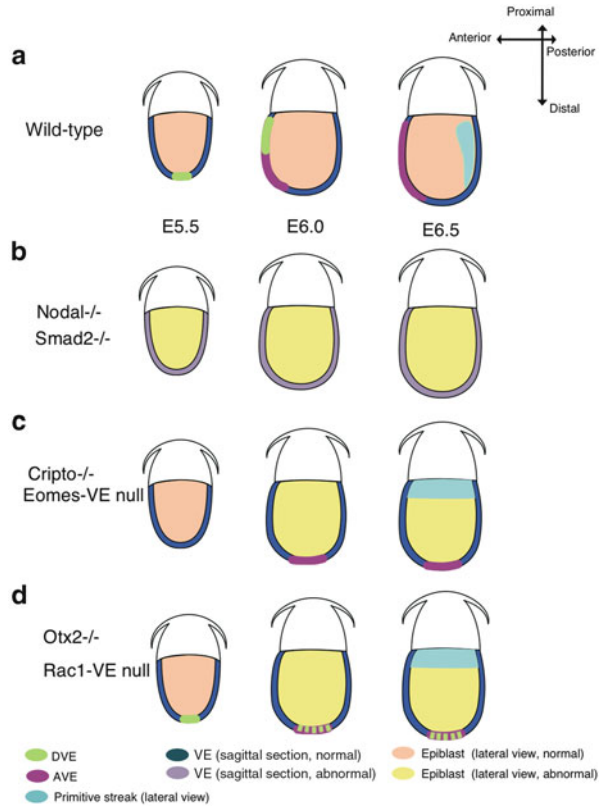 Proximal
Anterior
Posterior
Distal
a
Wild-type
E5.5
E6.0
E6.5
b
Nodal-/-
Smad2-/-
c
Cripto-/-
Eomes-VE null
d
Otx2-/-
Rac1-VE null
DVE
VE (sagittal section, normal)
Epiblast (lateral view, normal)
AVE
VE (sagittal section, abnormal)
Epiblast (lateral view, abnormal)
Primitive streak (lateral view)